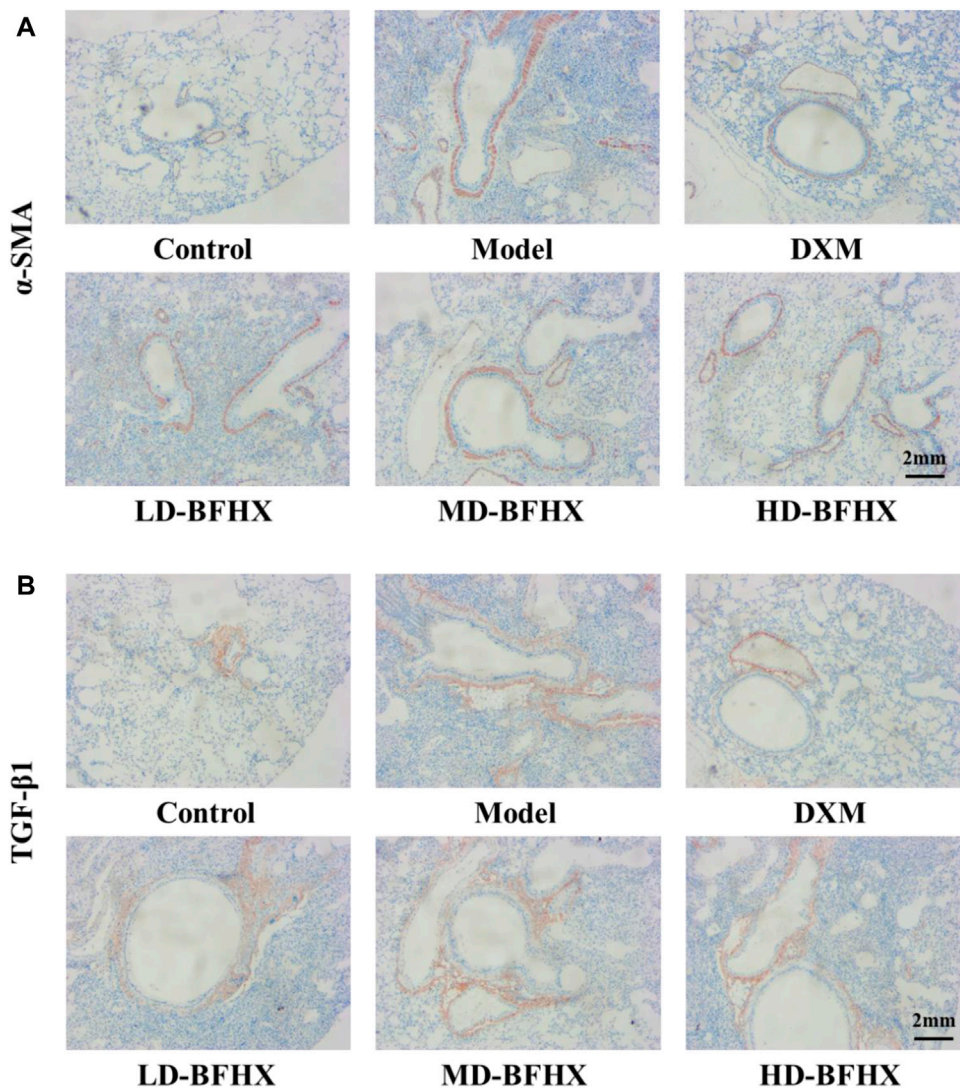 A
α-SMA
Control Model DXM
LD-BFHX MD-BFHX HD-BFHX
2mm
B
TGF-β1
Control Model DXM
LD-BFHX MD-BFHX HD-BFHX
2mm